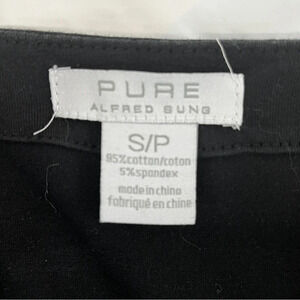 PURE
ALFRED SUNG
S/P
95%cotton/coton
5%spandex
made in china
fabriqué en chine